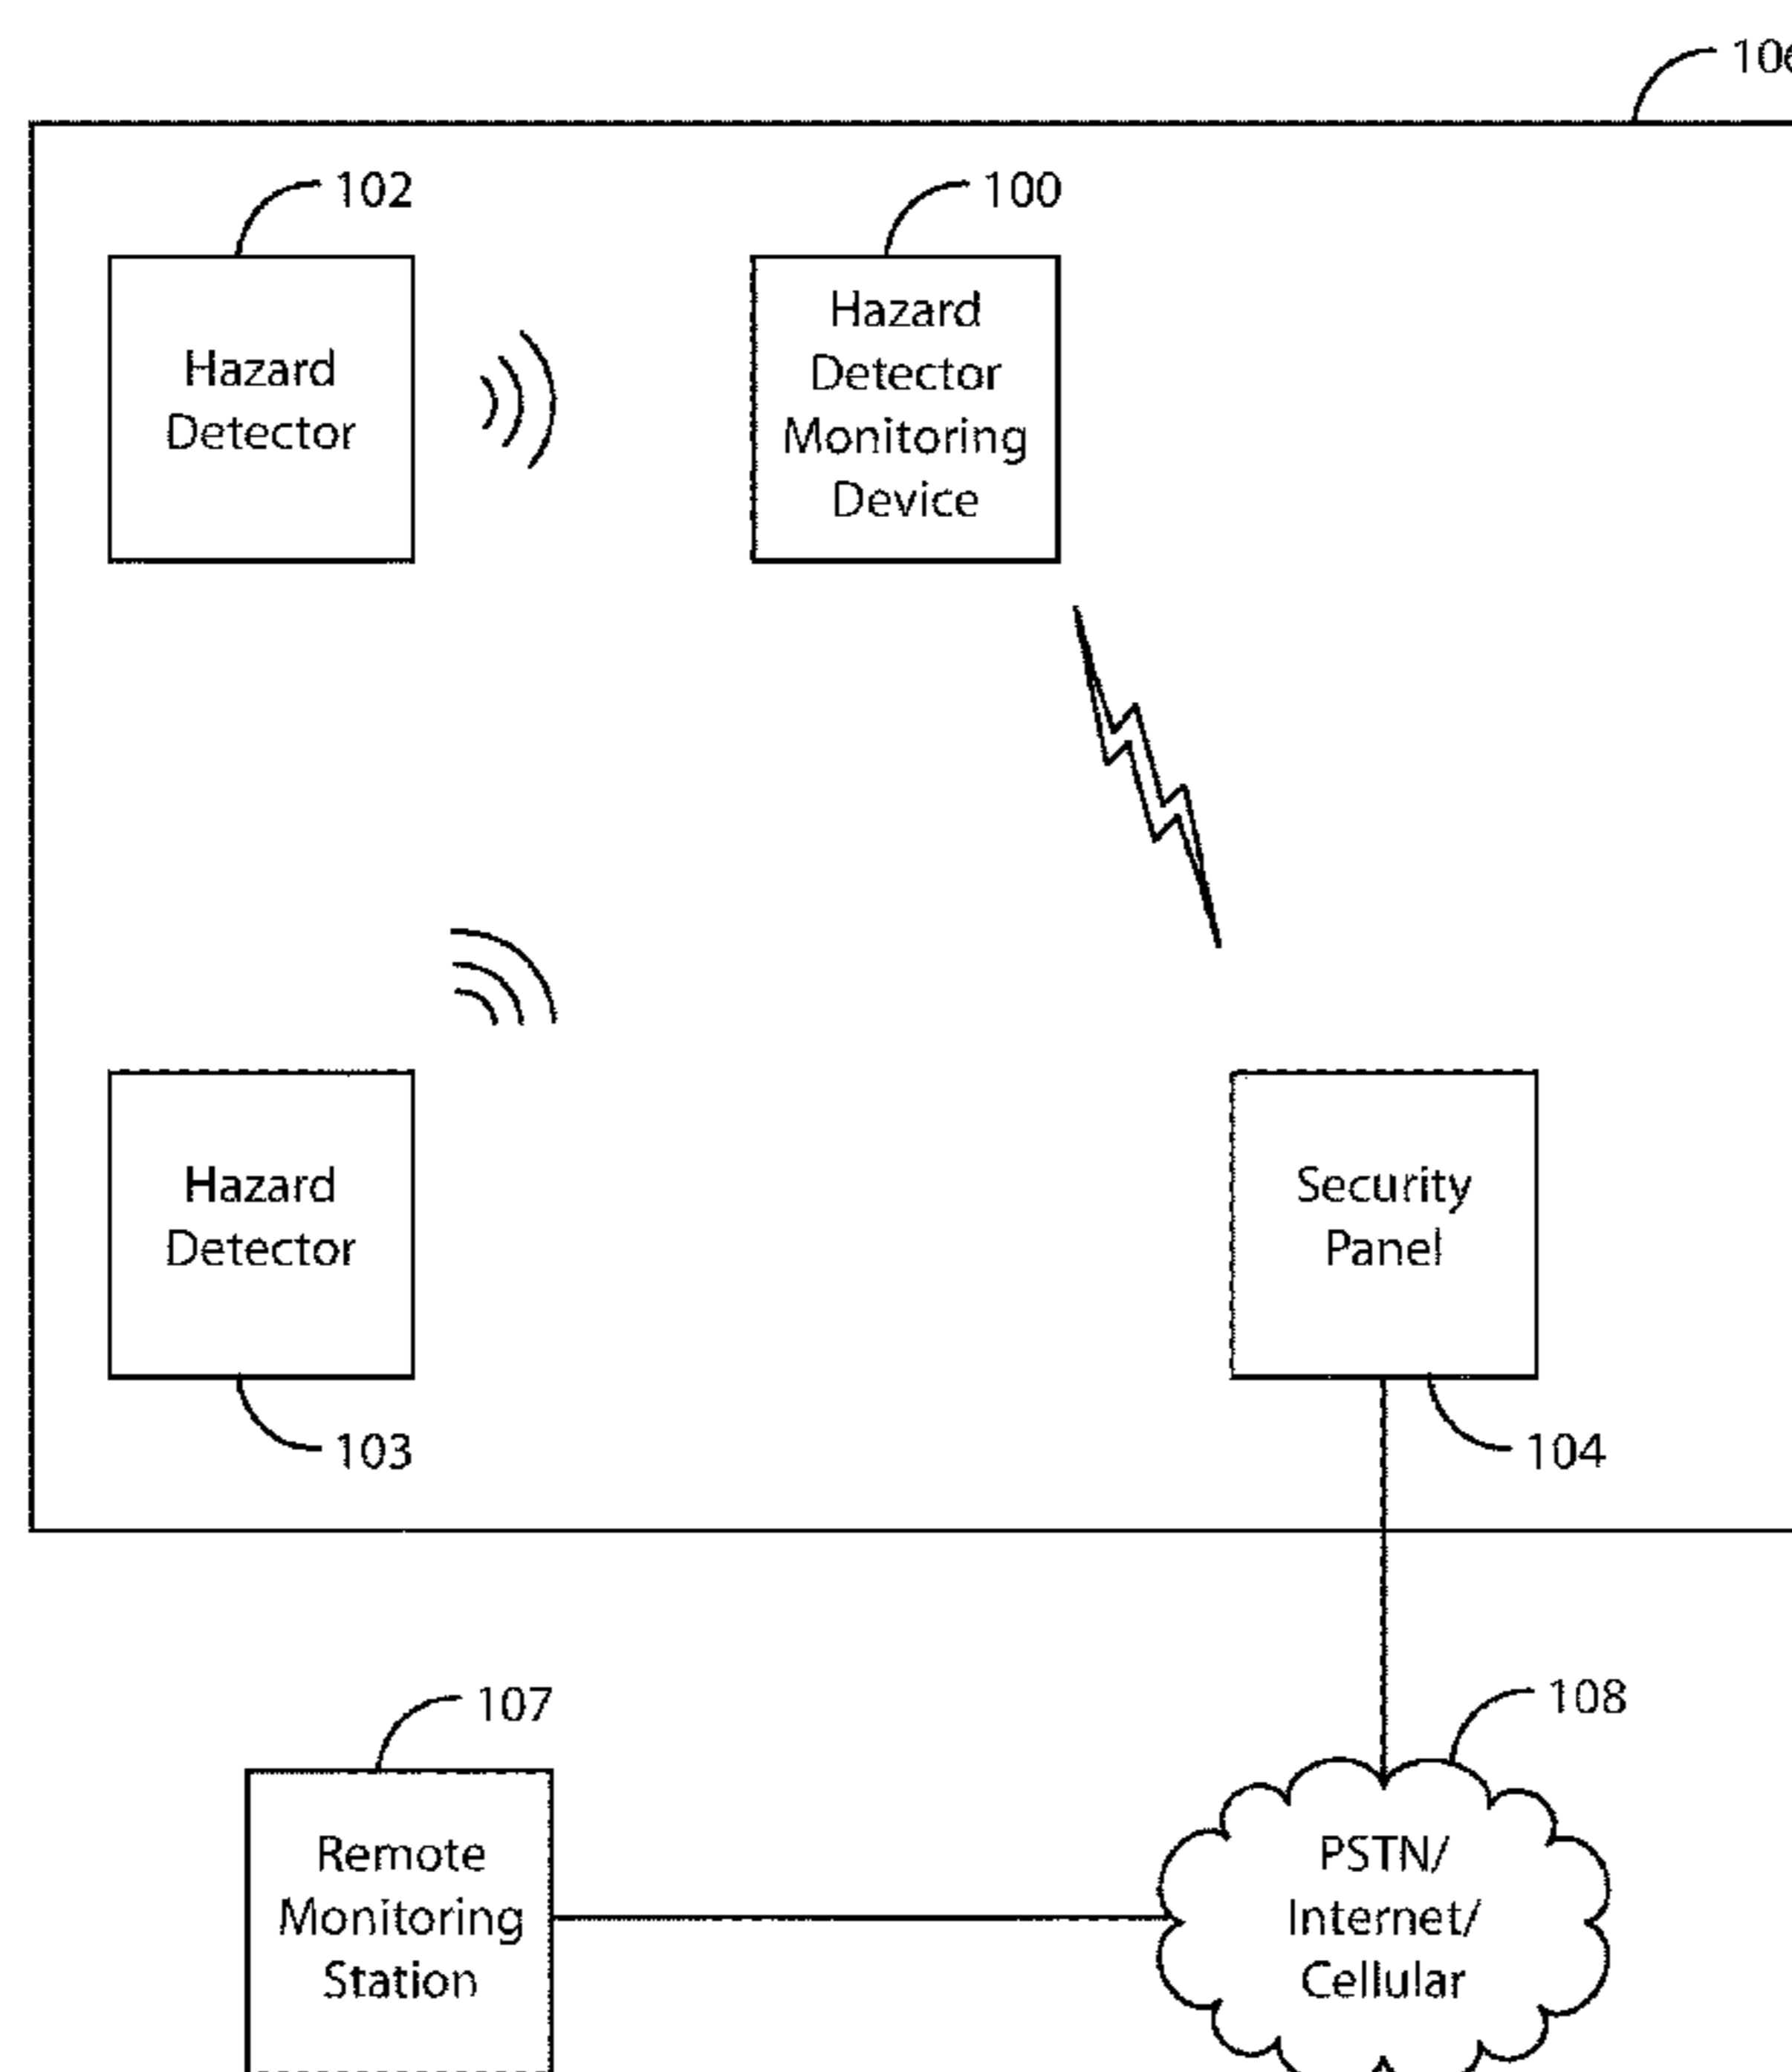 102
100
Hazard
Detector
Hazard
Detector
Monitoring
Device
Hazard
Detector
103
Security
Panel
104
107
108
Remote
Monitoring
Station
PSTN/
Internet/
Cellular